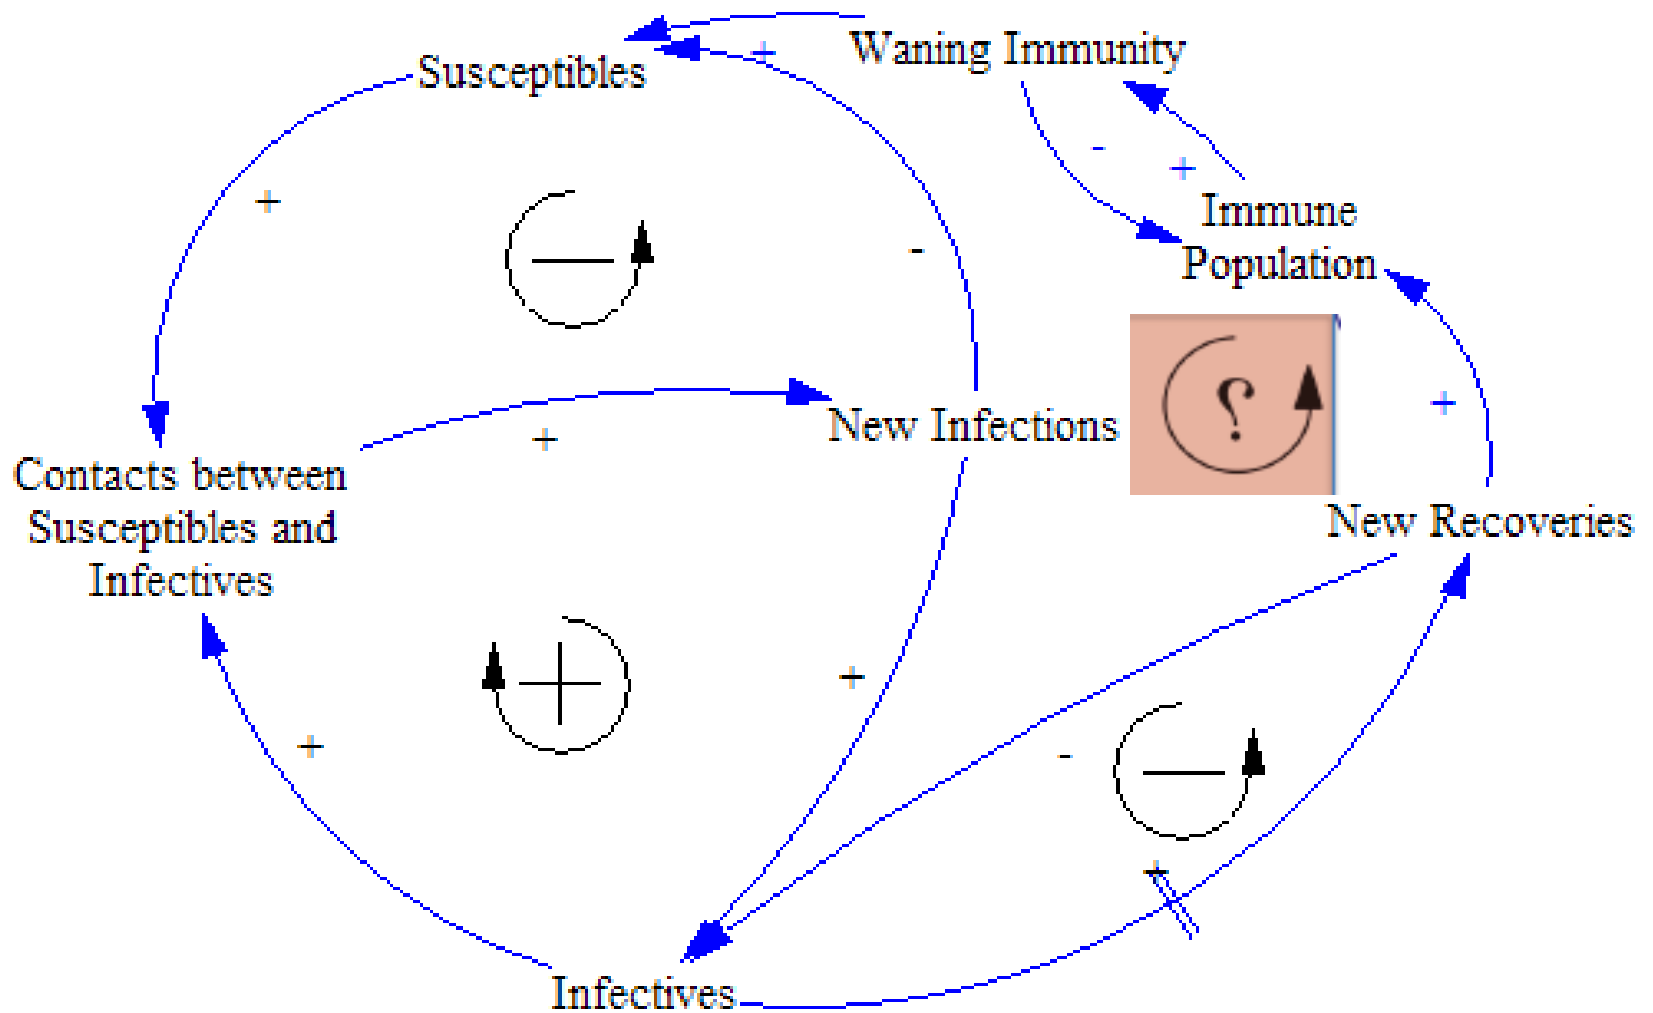 Waning Immunity
+
Susceptibles
-
+
+
Immune
Population
-
-
+
؟
New Infections
+
+
Contacts between
Susceptibles and
Infectives
New Recoveries
+
+
+
-
-
+
Infectives